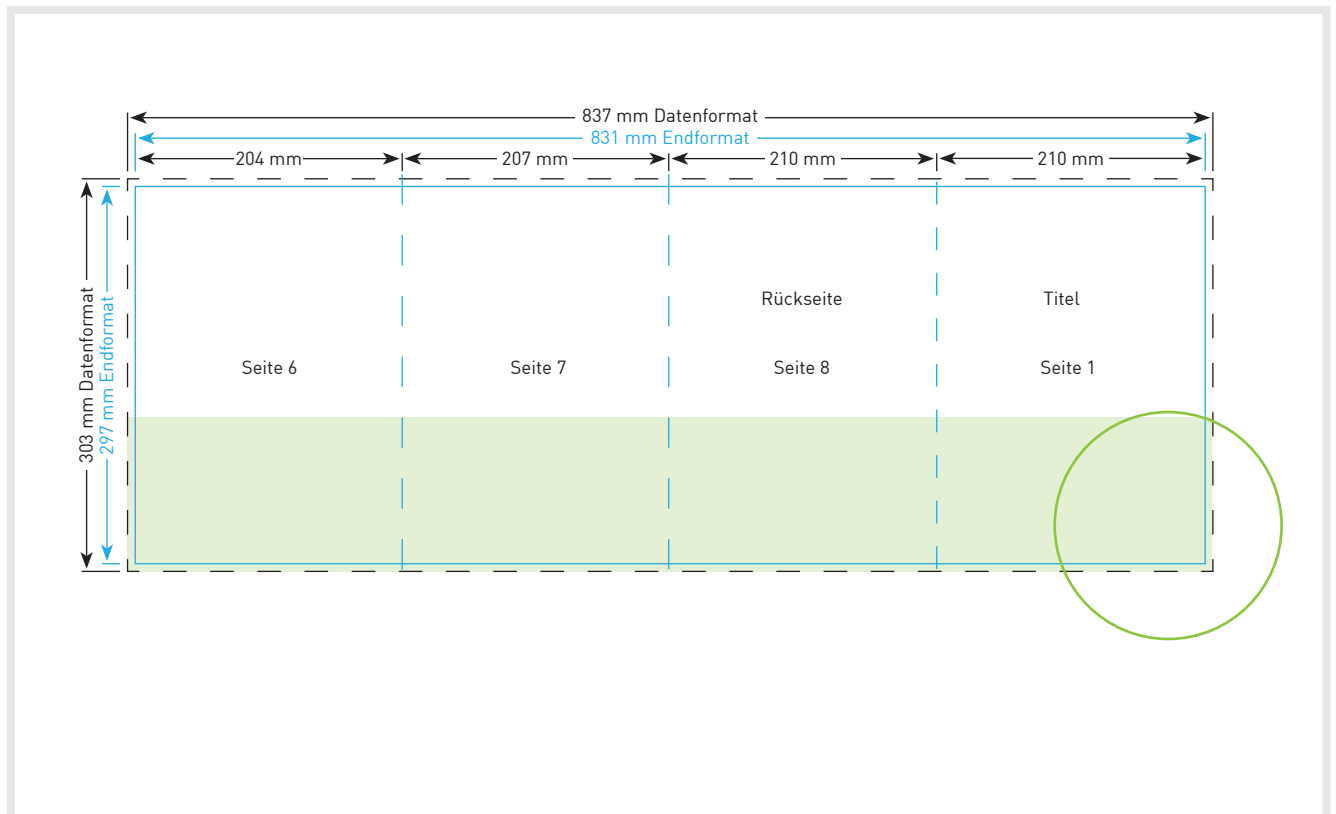 837 mm Datenformat
831 mm Endformat
204 mm
207 mm
210 mm
210 mm
303 mm Datenformat
297 mm Endformat
Rückseite
Titel
Seite 6
Seite 7
Seite 8
Seite 1